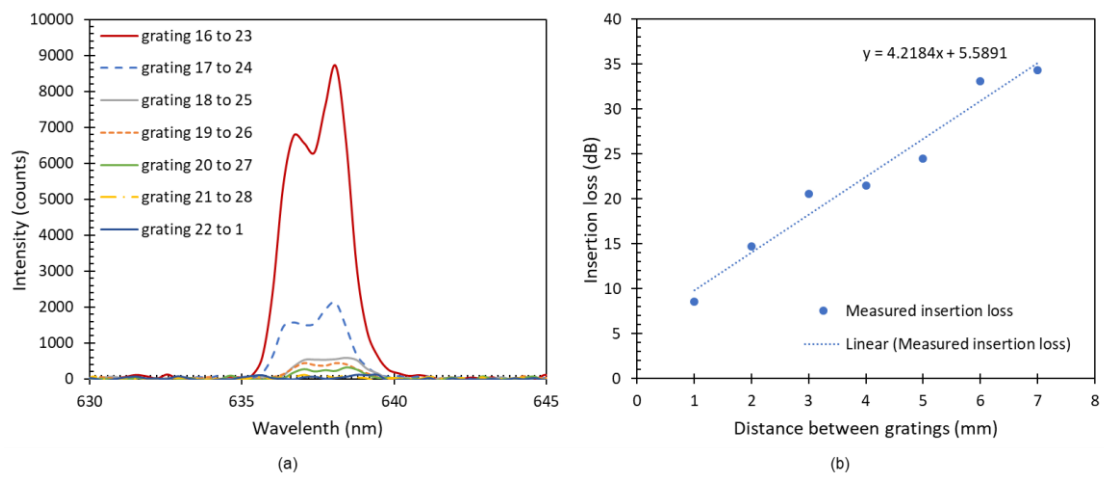 10000
9000
8000
7000
6000
5000
4000
3000
2000
1000
0
Intensity (counts)
grating 16 to 23
grating 17 to 24
grating 18 to 25
grating 19 to 26
grating 20 to 27
grating 21 to 28
grating 22 to 1
630
635
640
645
Wavelenth (nm)
(a)
40
35
30
25
20
15
10
5
0
Insertion loss (dB)
y = 4.2184x + 5.5891
Measured insertion loss
Linear (Measured insertion loss)
0
1
2
3
4
5
6
7
8
Distance between gratings (mm)
(b)